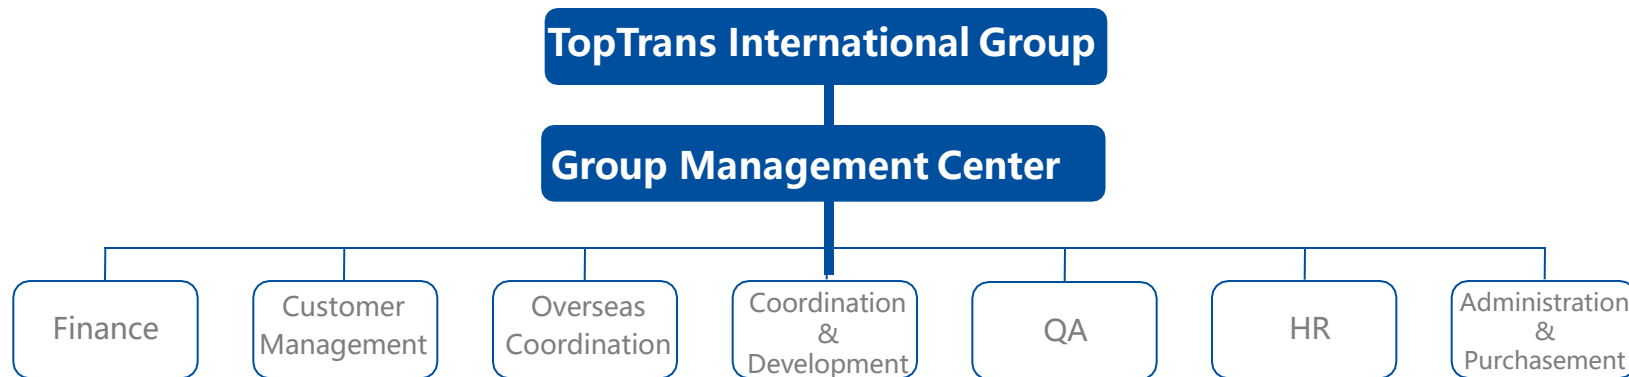 TopTrans International Group
Group Management Center
Finance
Customer
Management
Overseas
Coordination
Coordination
&
Development
QA
HR
Administration
&
Purchasement